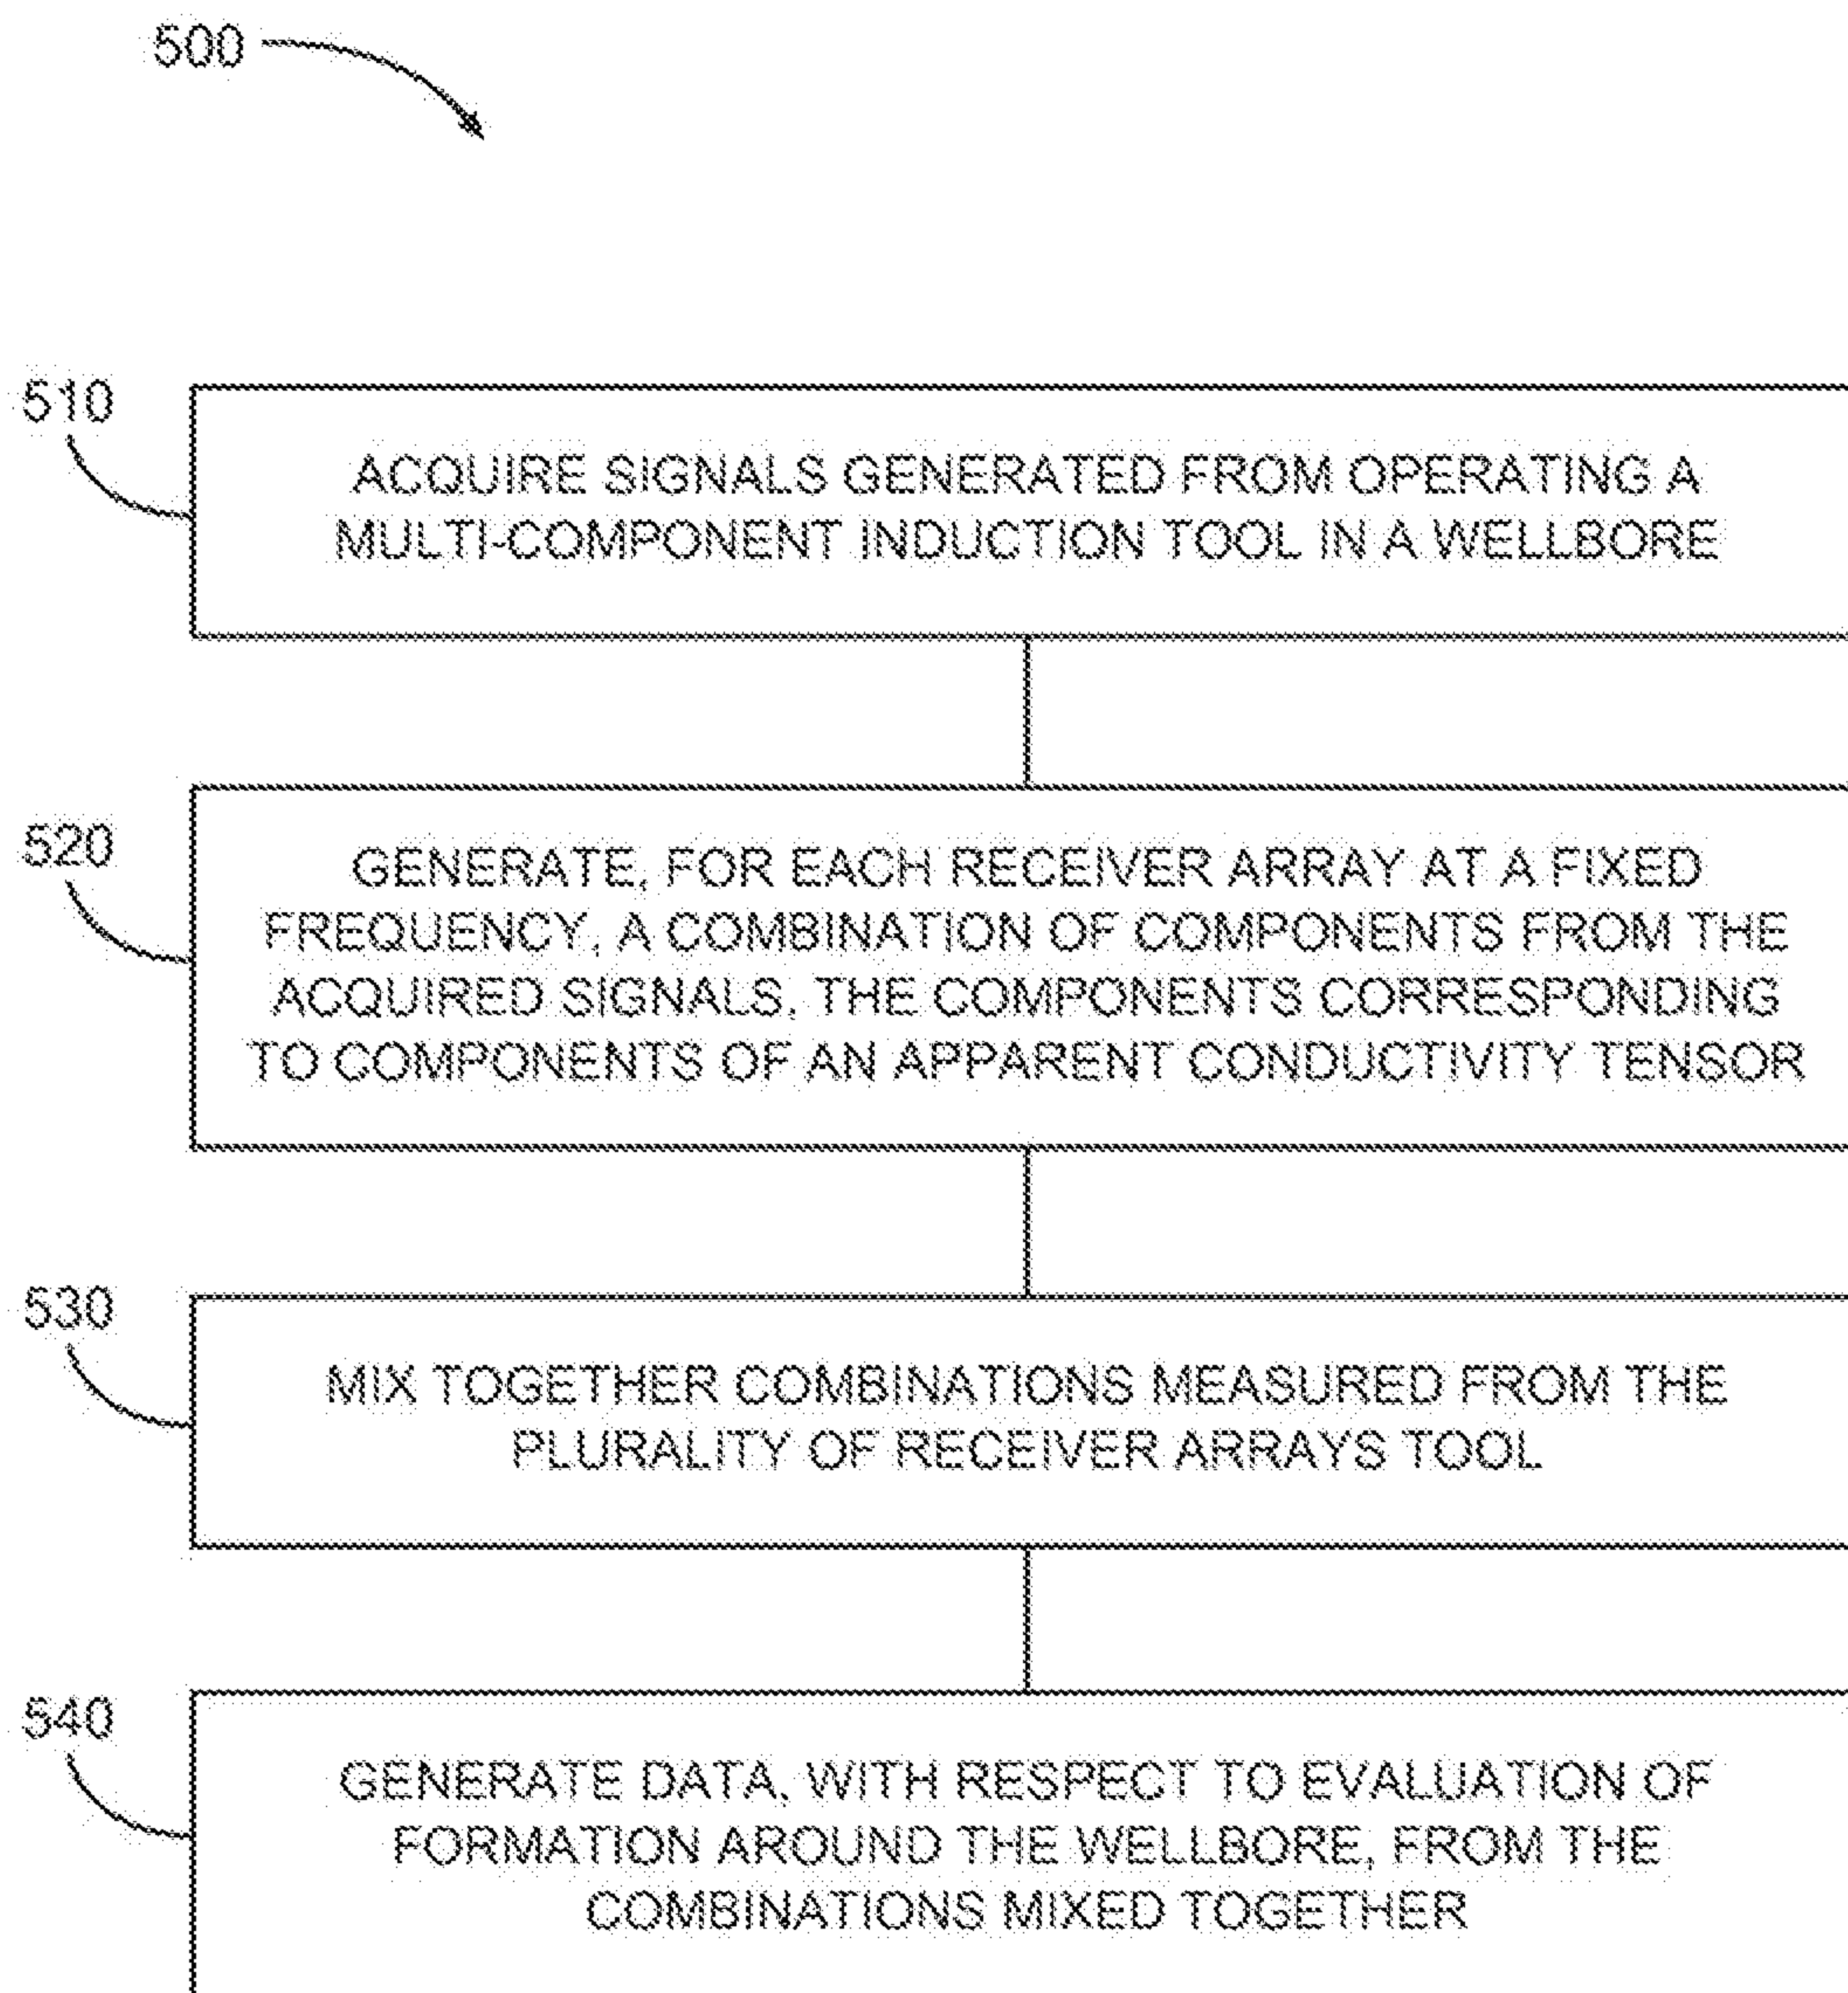 500
510
ACQUIRE SIGNALS GENERATED FROM OPERATING A
MULTI-COMPONENT INDUCTION TOOL IN A WELLBORE
520
GENERATE, FOR EACH RECEIVER ARRAY AT A FIXED
FREQUENCY, A COMBINATION OF COMPONENTS FROM THE
ACQUIRED SIGNALS, THE COMPONENTS CORRESPONDING
TO COMPONENTS OF AN APPARENT CONDUCTIVITY TENSOR
530
MIX TOGETHER COMBINATIONS MEASURED FROM THE
PLURALITY OF RECEIVER ARRAYS TOOL
540
GENERATE DATA, WITH RESPECT TO EVALUATION OF
FORMATION AROUND THE WELLBORE, FROM THE
COMBINATIONS MIXED TOGETHER